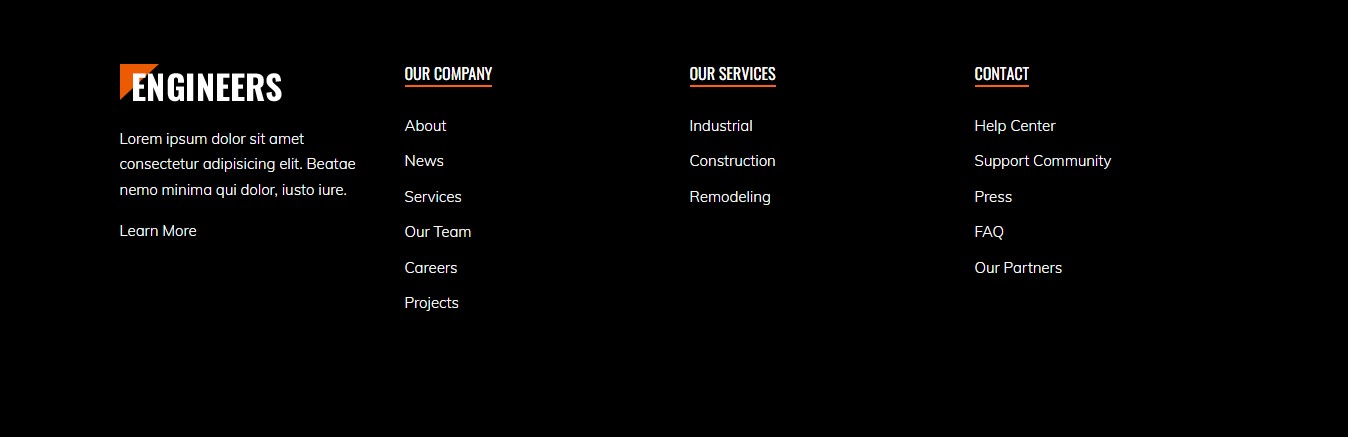 ENGINEERS
Lorem ipsum dolor sit amet
consectetur adipisicing elit. Beatae
nemo minima qui dolor, iusto iure.
Learn More
OUR COMPANY
About
News
Services
Our Team
Careers
Projects
OUR SERVICES
Industrial
Construction
Remodeling
CONTACT
Help Center
Support Community
Press
FAQ
Our Partners